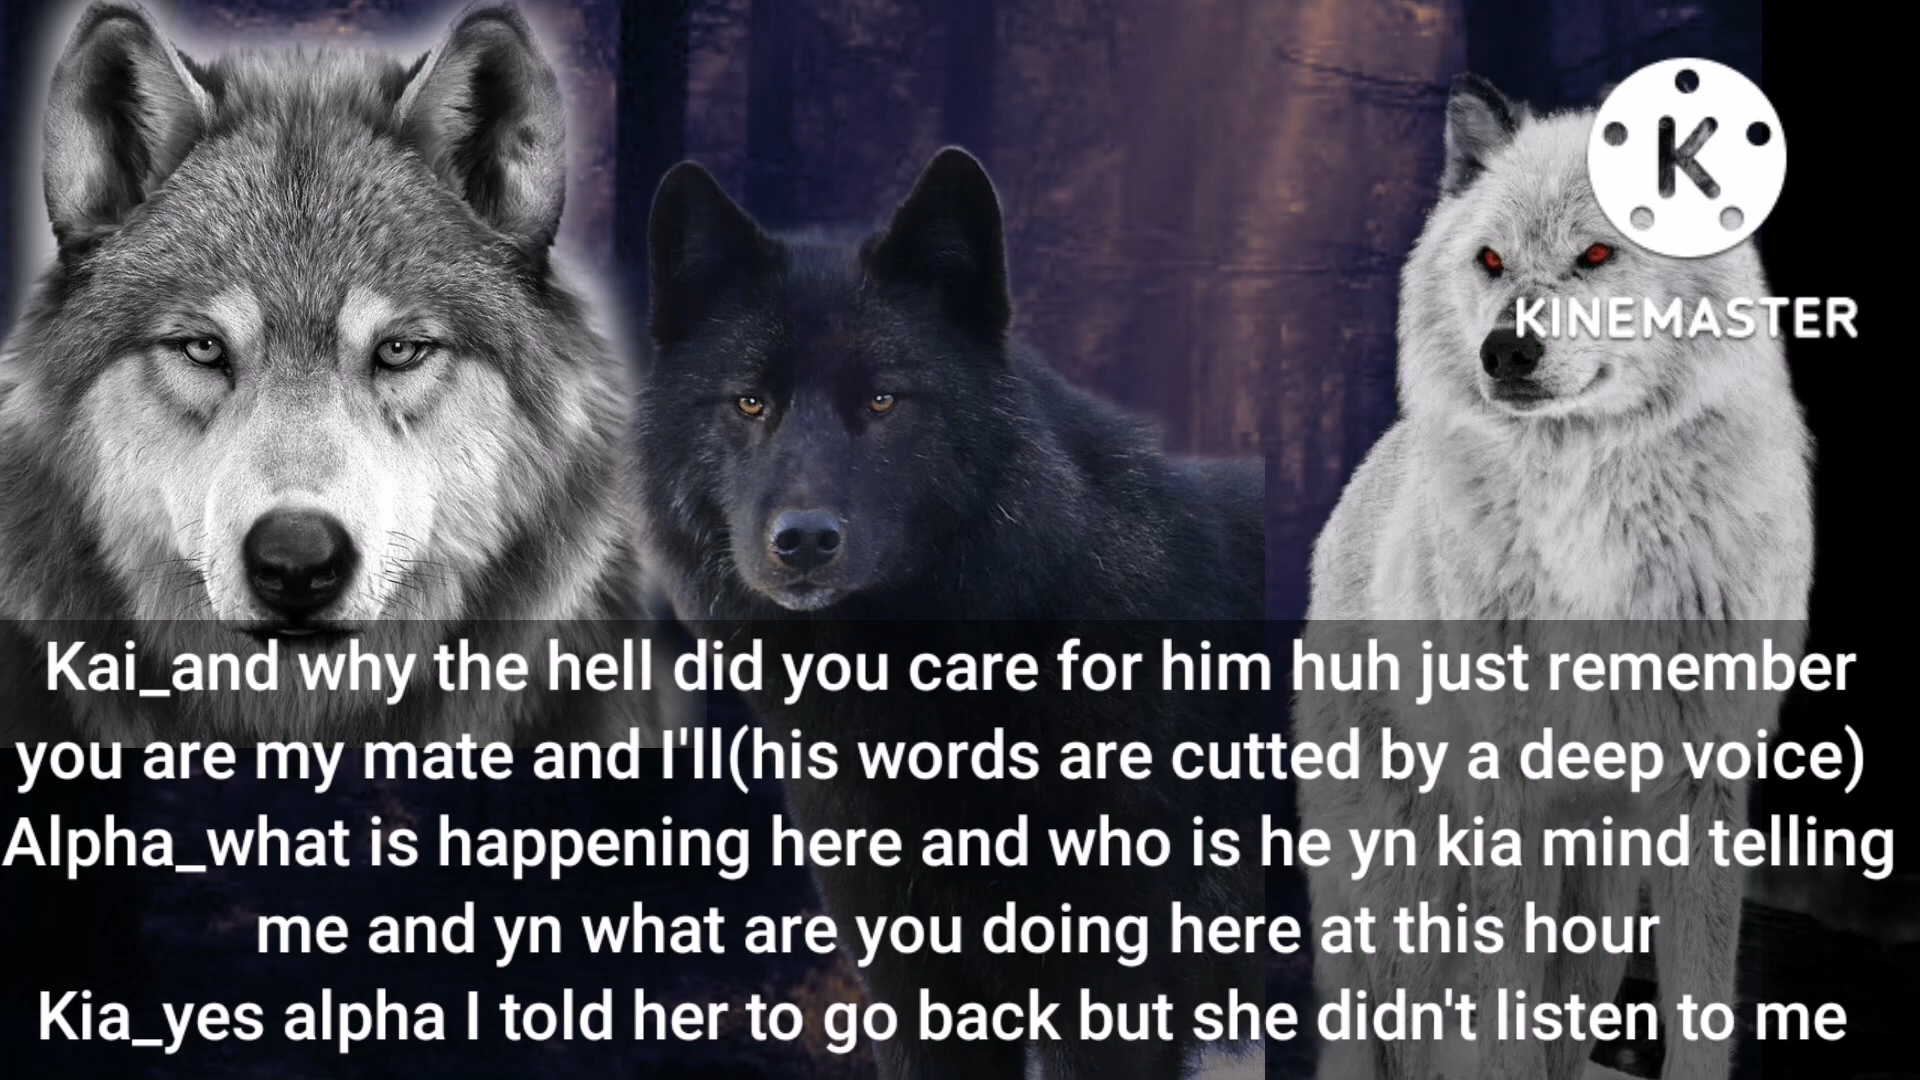 K
KINEMASTER
Kai_and why the hell did you care for him huh just remember
you are my mate and I'll(his words are cutted by a deep voice)
Alpha_what is happening here and who is he yn kia mind telling
me and yn what are you doing here at this hour
Kia_yes alpha I told her to go back but she didn't listen to me